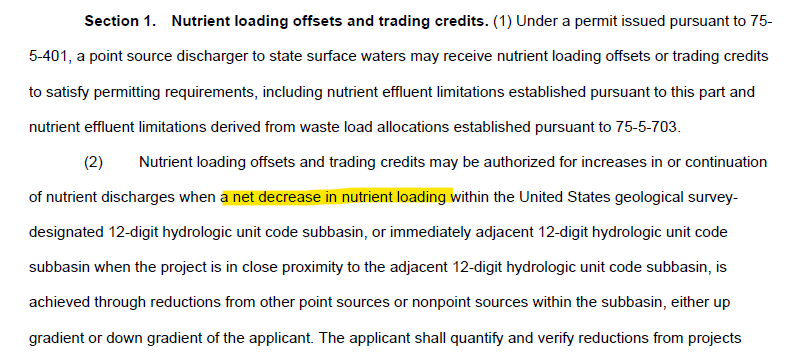 Section 1. Nutrient loading offsets and trading credits. (1) Under a permit issued pursuant to 75-
5-401, a point source discharger to state surface waters may receive nutrient loading offsets or trading credits
to satisfy permitting requirements, including nutrient effluent limitations established pursuant to this part and
nutrient effluent limitations derived from waste load allocations established pursuant to 75-5-703.
(2) Nutrient loading offsets and trading credits may be authorized for increases in or continuation
of nutrient discharges when a net decrease in nutrient loading within the United States geological survey-
designated 12-digit hydrologic unit code subbasin, or immediately adjacent 12-digit hydrologic unit code
subbasin when the project is in close proximity to the adjacent 12-digit hydrologic unit code subbasin, is
achieved through reductions from other point sources or nonpoint sources within the subbasin, either up
gradient or down gradient of the applicant. The applicant shall quantify and verify reductions from projects